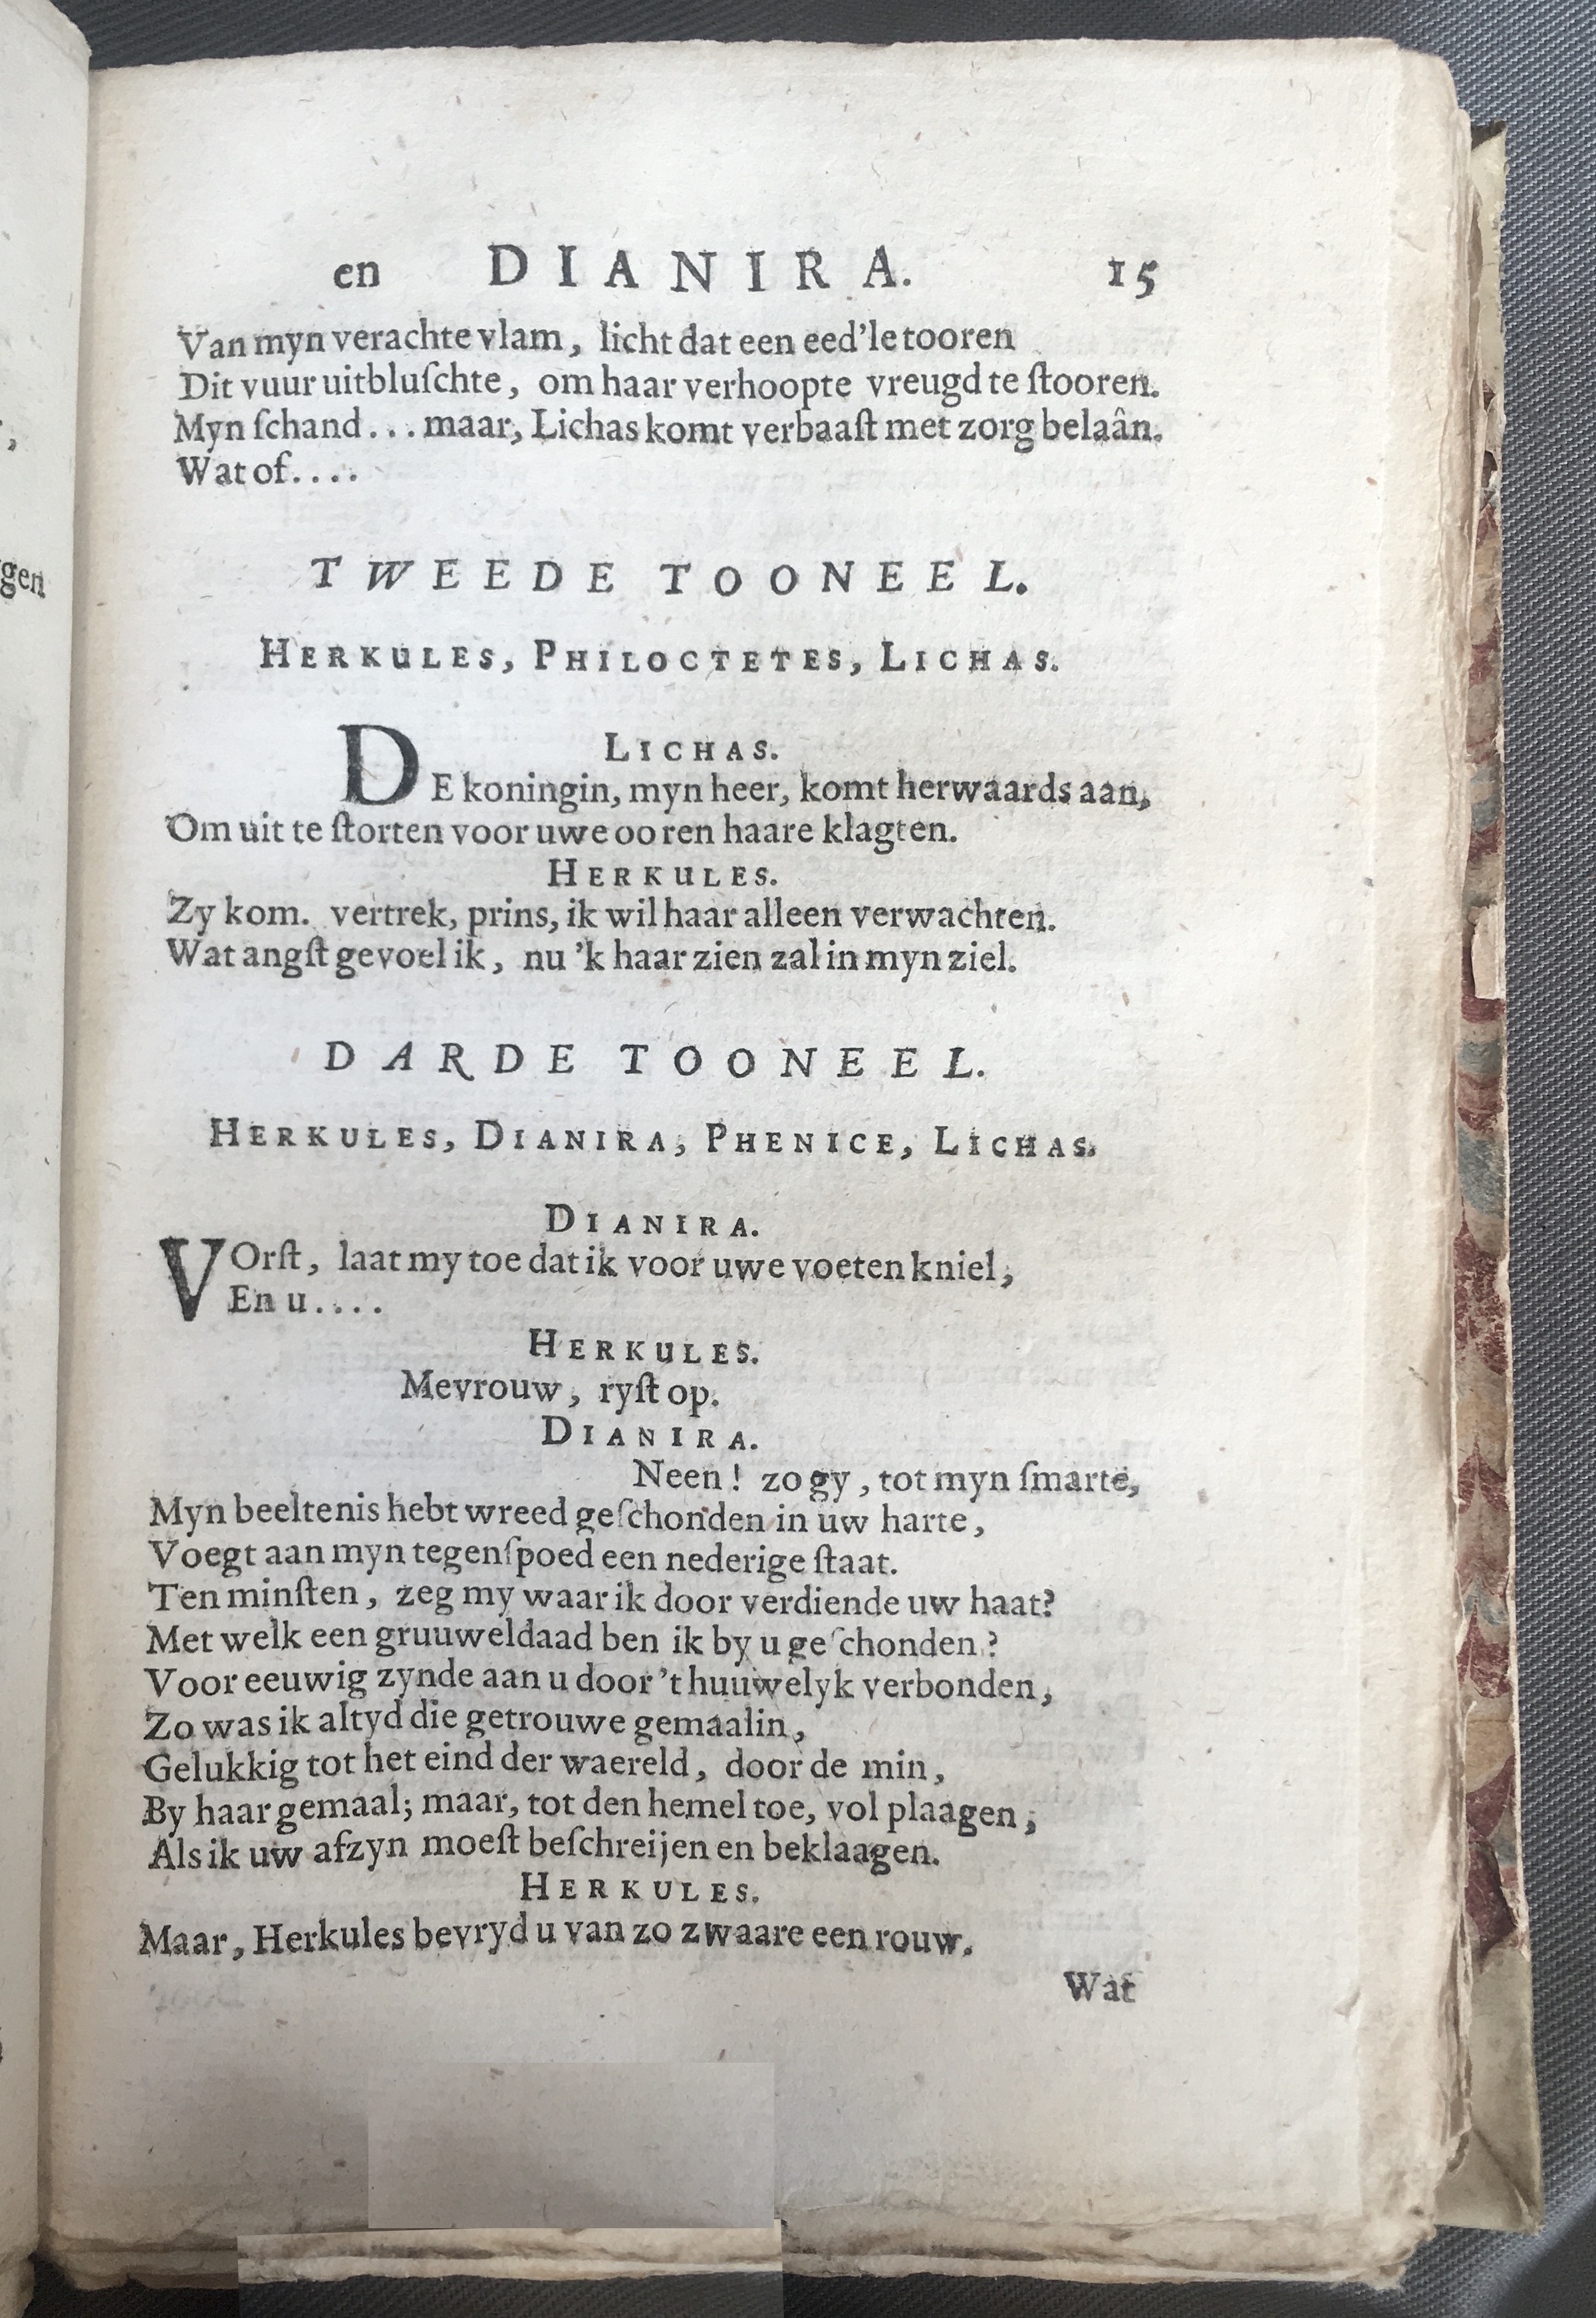 en DIANIRA. 15
Van myn verachte vlam, licht dat een eed'le tooren
Dit vuur uitbluſchte, om haar verhoopte vreugd te ſtooren.
Myn ſchand... maar, Lichas komt verbaaſt met zorg belaân.
Wat of....
TWEEDE TOONEEL.
HERKULES, PHILOCTETES, LICHAS.
LICHAS.
DE koningin, myn heer, komt herwaards aan,
Om uit te ſtorten voor uwe ooren haare klagten.
HERKULES.
Zy kom. vertrek, prins, ik wil haar alleen verwachten.
Wat angſt gevoel ik, nu 'k haar zien zal in myn ziel.
DARDE TOONEEL.
HERKULES, DIANIRA, PHENICE, LICHAS.
DIANIRA.
VOrſt, laat my toe dat ik voor uwe voeten kniel,
En u....
HERKULES.
Mevrouw, ryſt op.
DIANIRA.
Neen! zo gy, tot myn ſmarte,
Myn beeltenis hebt wreed geſchonden in uw harte,
Voegt aan myn tegenſpoed een nederige ſtaat.
Ten minſten, zeg my waar ik door verdiende uw haat?
Met welk een gruuweldaad ben ik by u geſchonden?
Voor eeuwig zynde aan u door 't huuwelyk verbonden,
Zo was ik altyd die getrouwe gemaalin,
Gelukkig tot het eind der waereld, door de min,
By haar gemaal; maar, tot den hemel toe, vol plaagen,
Als ik uw afzyn moeſt beſchreijen en beklaagen.
HERKULES.
Maar, Herkules bevryd u van zo zwaare een rouw.
Wat
gen